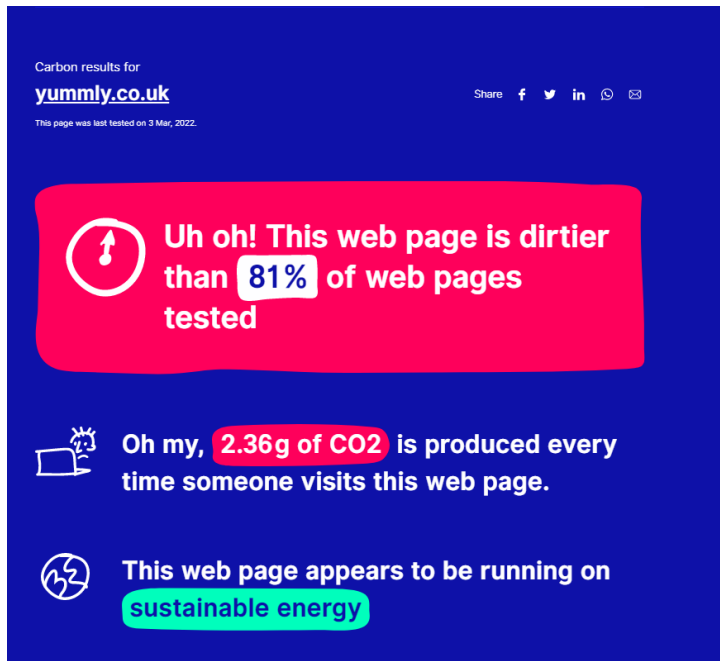 Carbon results for
yummly.co.uk
Share
This page was last tested on 3 Mar, 2022.
Uh oh! This web page is dirtier
than 81% of web pages
tested
Oh my, 2.36g of CO2 is produced every
time someone visits this web page.
This web page appears to be running on
sustainable energy